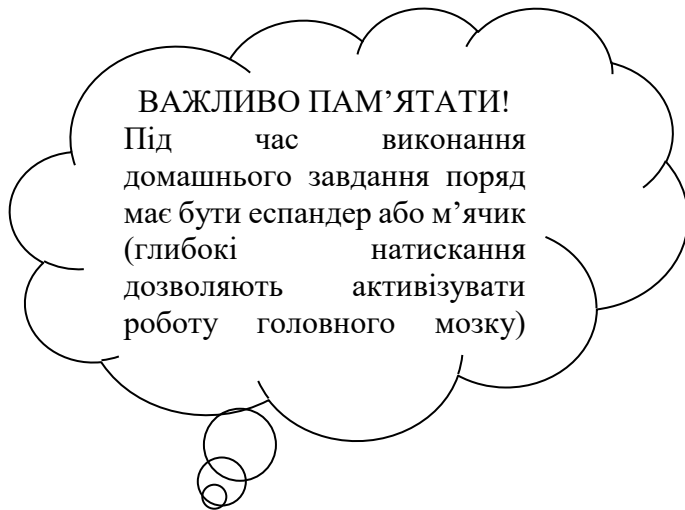 ВАЖЛИВО ПАМ’ЯТАТИ!
Під час виконання
домашнього завдання поряд
має бути еспандер або м’ячик
(глибокі натискання
дозволяють активізувати
роботу головного мозку)